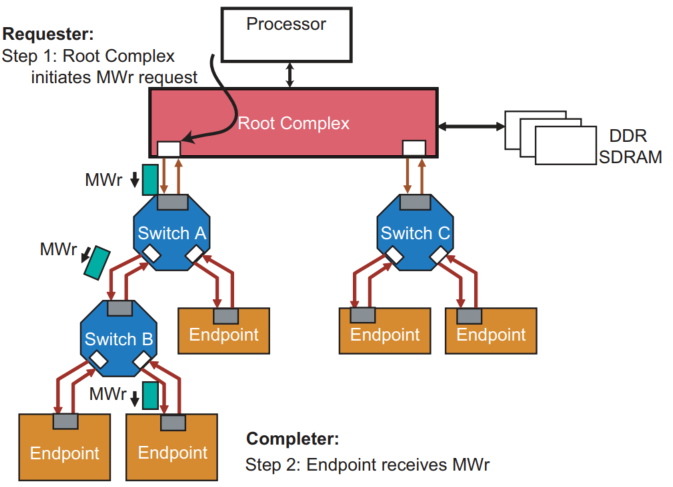 Processor
Requester:
Step 1: Root Complex
initiates MWr request
Root Complex
DDR
SDRAM
MWr
Switch A
Switch C
MWr
Endpoint
Endpoint
Endpoint
Switch B
MWr
Endpoint
Endpoint
Completer:
Step 2: Endpoint receives MWr